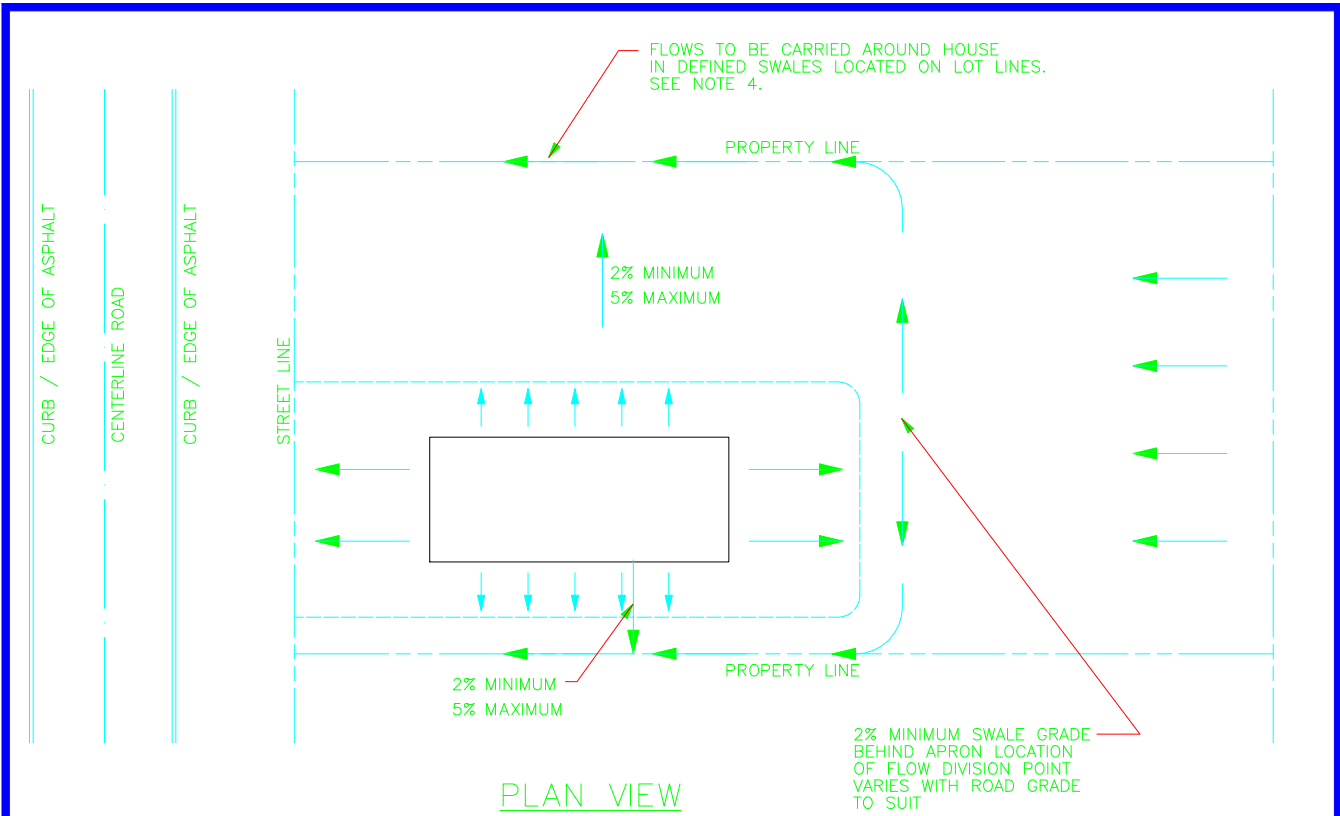 FLOWS TO BE CARRIED AROUND HOUSE
IN DEFINED SWALES LOCATED ON LOT LINES.
SEE NOTE 4.
PROPERTY LINE
CURB / EDGE OF ASPHALT
CENTERLINE ROAD
CURB / EDGE OF ASPHALT
STREET LINE
2% MINIMUM
5% MAXIMUM
PROPERTY LINE
2% MINIMUM
5% MAXIMUM
2% MINIMUM SWALE GRADE
BEHIND APRON LOCATION
OF FLOW DIVISION POINT
VARIES WITH ROAD GRADE
TO SUIT
PLAN VIEW